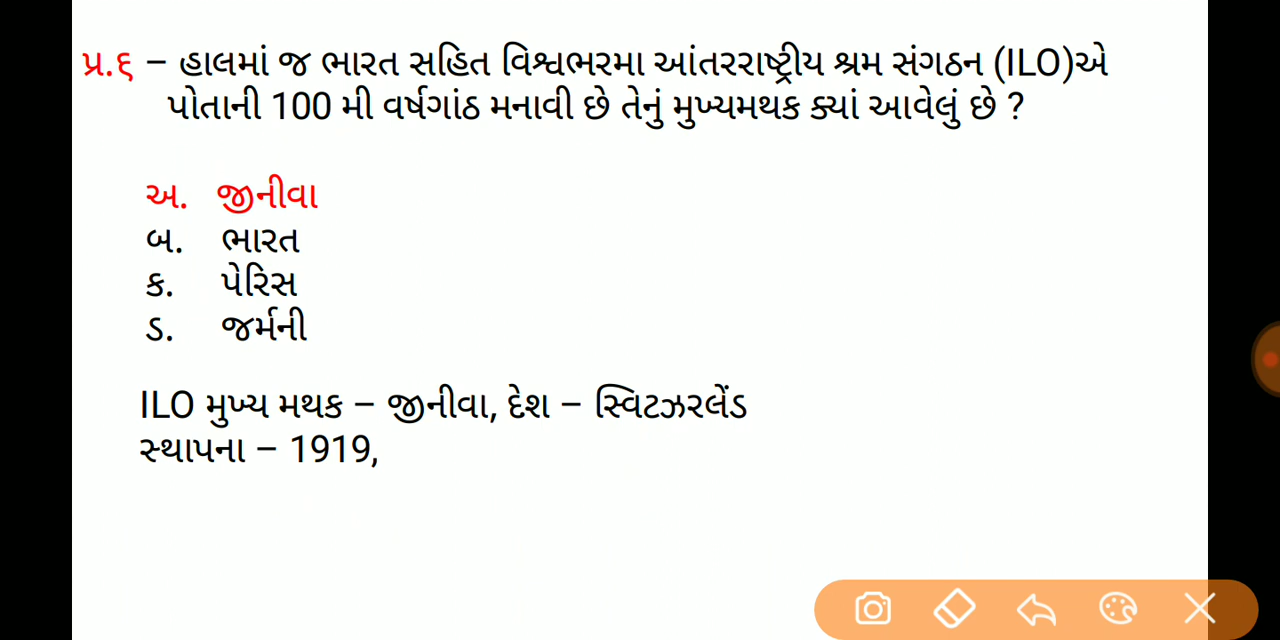 પ્ર.૬ – હાલમાં જ ભારત સહિત વિશ્વભરમા આંતરરાષ્ટ્રીય શ્રમ સંગઠન (ILO)એ
પોતાની 100 મી વર્ષગાંઠ મનાવી છે તેનું મુખ્યમથક ક્યાં આવેલું છે ?
અ. જીનીવા
બ. ભારત
ક. પેરિસ
ડ. જર્મની
ILO મુખ્ય મથક – જીનીવા, દેશ – સ્વિટઝરલેંડ
સ્થાપના – 1919,